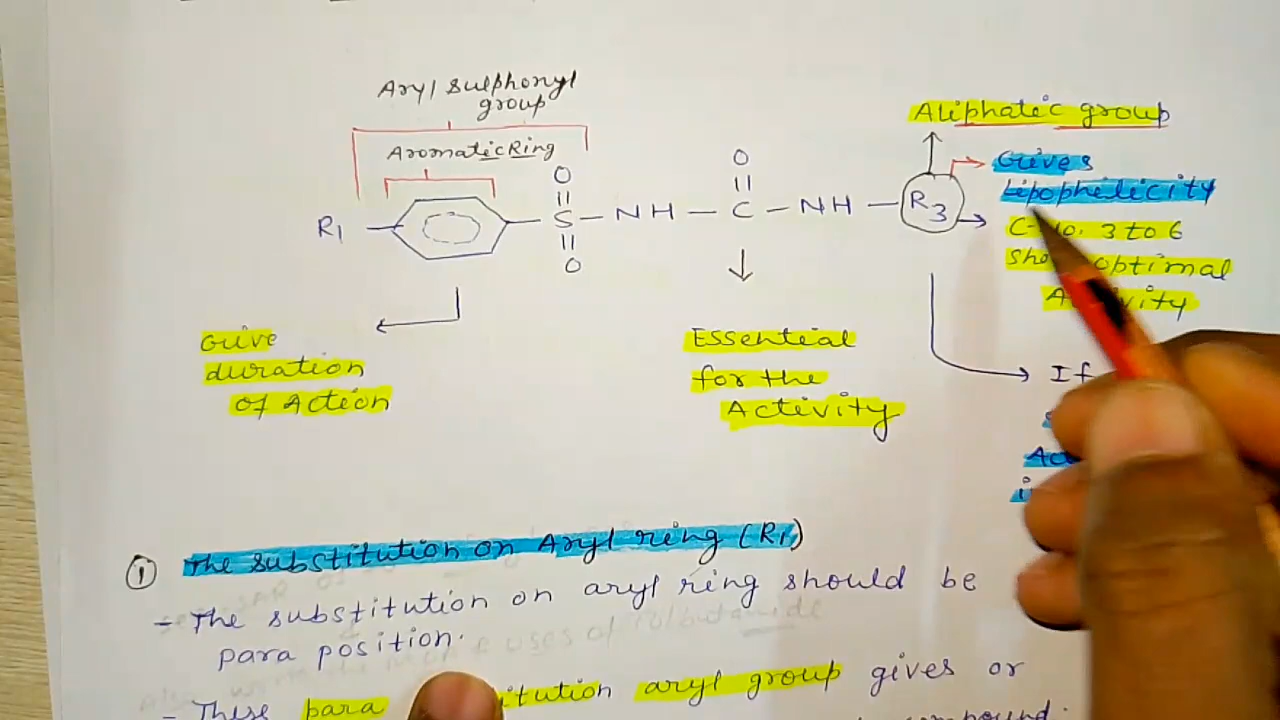 Aryl sulphonyl
group
Aromatic Ring
Aliphatic group
Gives
Lipophilicity
O
O
R1
S
NH
C
NH
R3
C-No. 3 to 6
optimal
O
Give
duration
of Action
Essential
for the
Activity
If
① The substitution on Aryl ring (R1)
- The substitution on aryl ring should be
para position.
- These para aryl group gives or